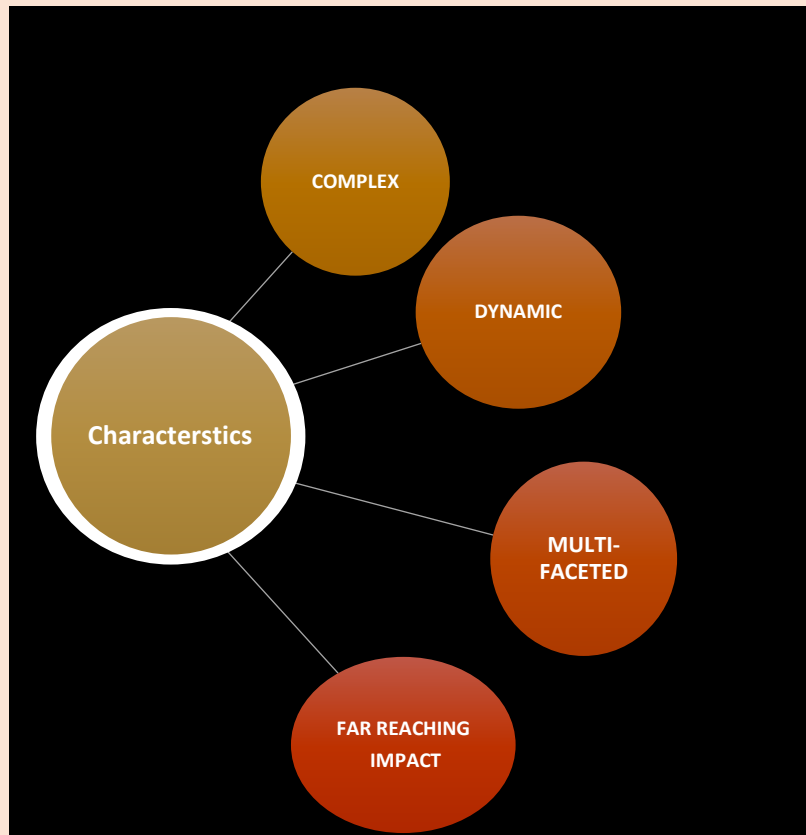 COMPLEX
DYNAMIC
Characterstics
MULTI-
FACETED
FAR REACHING
IMPACT